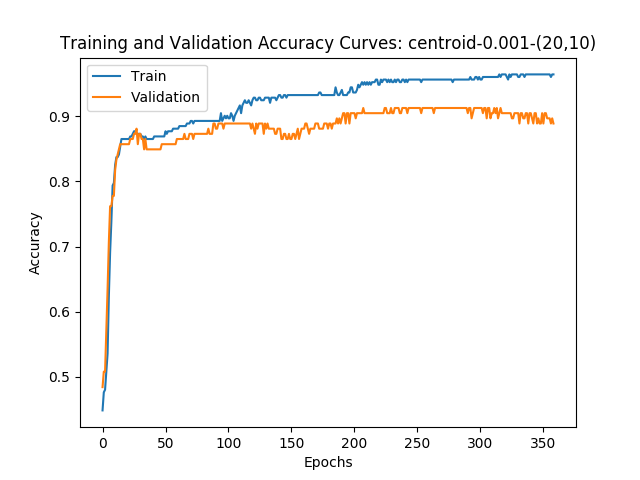 Training and Validation Accuracy Curves: centroid-0.001-(20,10)
Train
Validation
0.9
0.8
0.7
0.6
0.5
Accuracy
0 50 100 150 200 250 300 350
Epochs